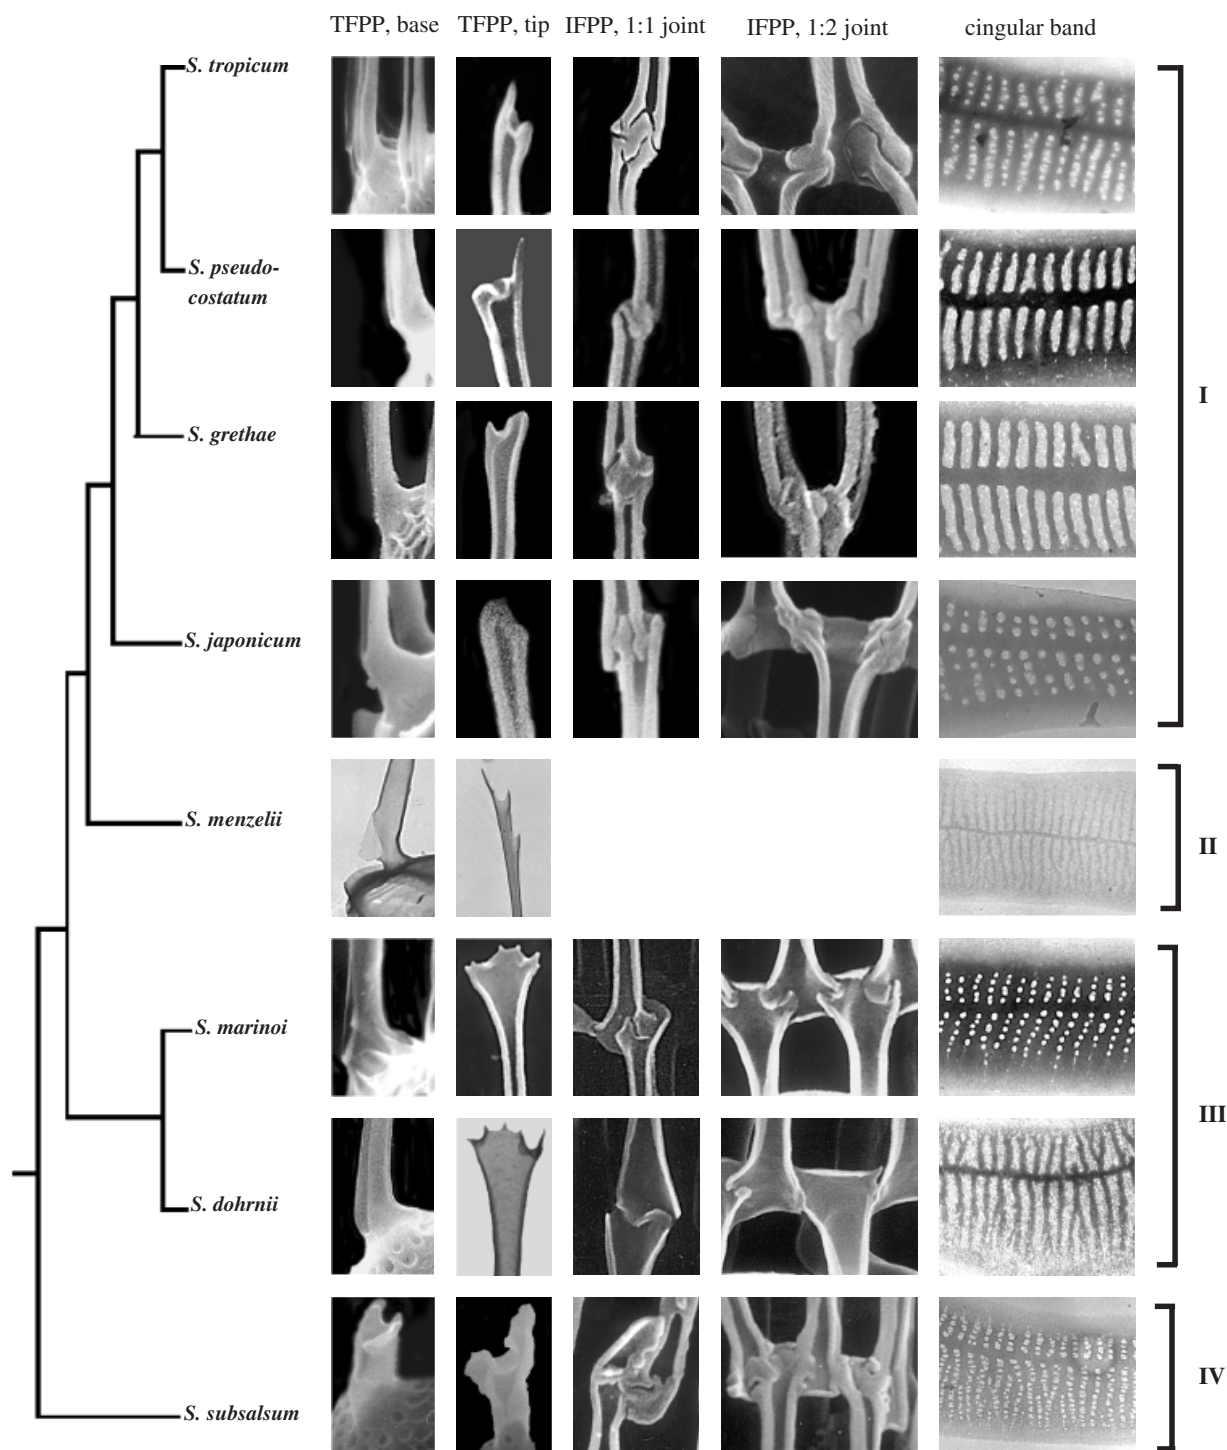 TFPP, base TFPP, tip IFPP, 1:1 joint IFPP, 1:2 joint cingular band
S. tropicum
S. pseudo-
costatum
I
S. grethae
S. japonicum
S. menzelii
II
S. marinoi
III
S. dohrnii
IV
S. subsalsum